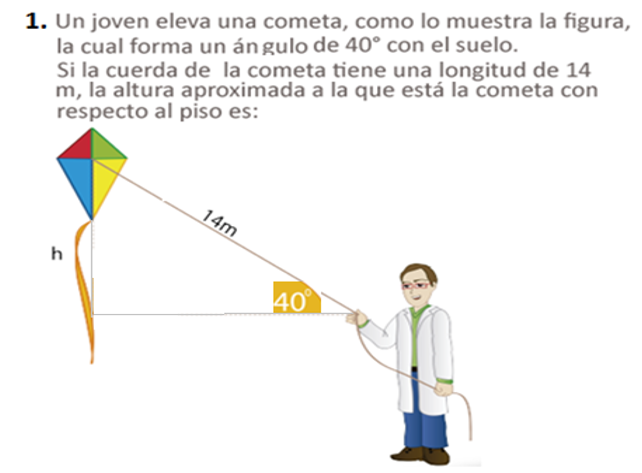 1. Un joven eleva una cometa, como lo muestra la figura,
la cual forma un ángulo de 40° con el suelo.
Si la cuerda de la cometa tiene una longitud de 14
m, la altura aproximada a la que está la cometa con
respecto al piso es:
14m
h
40°